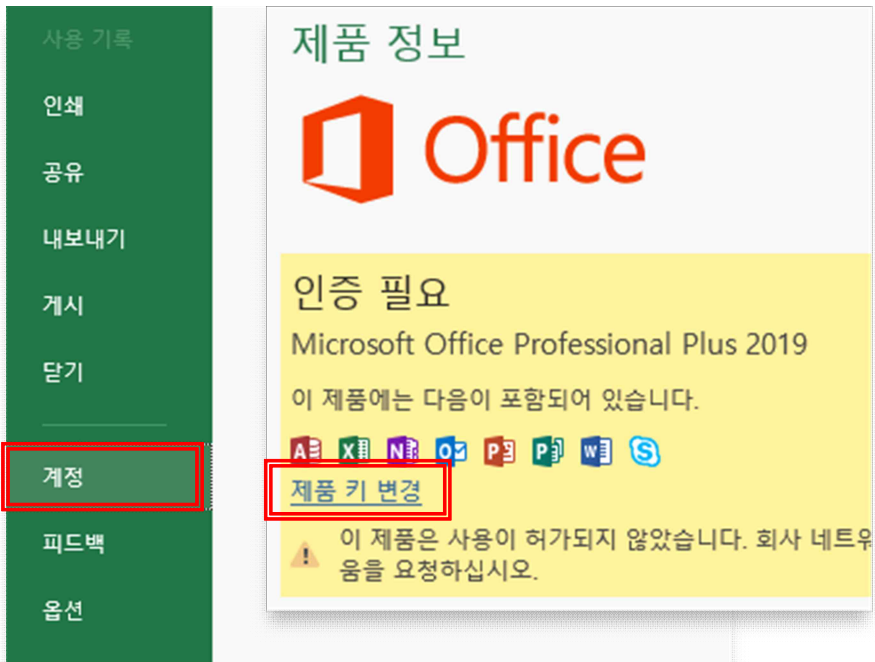 사용 기록
인쇄
공유
내보내기
게시
닫기
계정
피드백
옵션
제품 정보
Office
인증 필요
Microsoft Office Professional Plus 2019
이 제품에는 다음이 포함되어 있습니다.
제품 키 변경
이 제품은 사용이 허가되지 않았습니다. 회사 네트워
움을 요청하십시오.